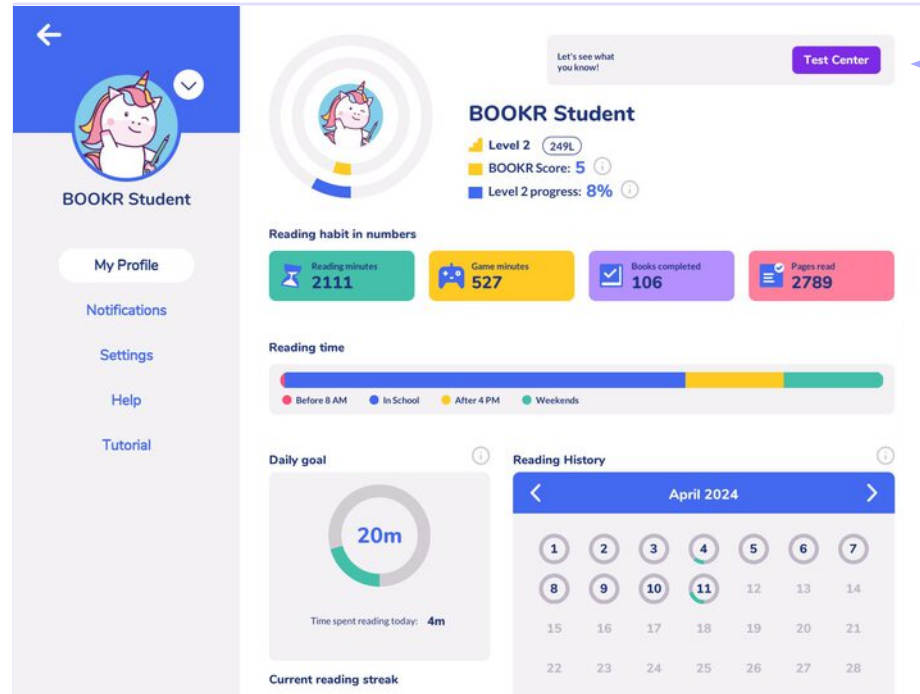 BOOKR Student
My Profile
Notifications
Settings
Help
Tutorial
Let's see what
you know!
Test Center
BOOKR Student
Level 2 249L
BOOKR Score: 5
Level 2 progress: 8%
Reading habit in numbers
Reading minutes
2111
Game minutes
527
Books completed
106
Pages read
2789
Reading time
Before 8 AM In School After 4 PM Weekends
Daily goal
20m
Time spent reading today: 4m
Current reading streak
Reading History
April 2024
1 2 3 4 5 6 7
8 9 10 11 12 13 14
15 16 17 18 19 20 21
22 23 24 25 26 27 28